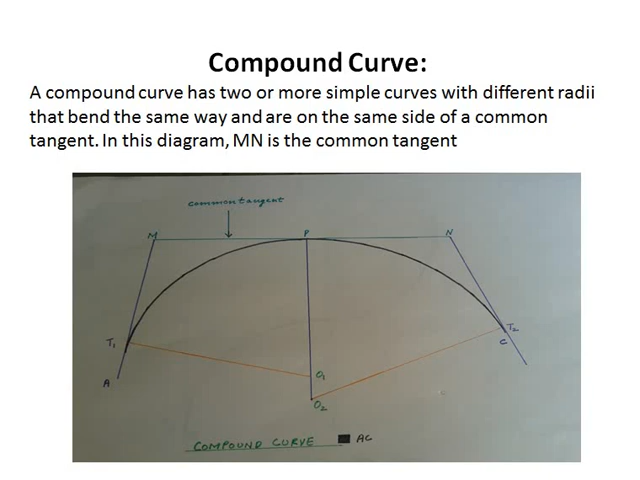 Compound Curve:
A compound curve has two or more simple curves with different radii
that bend the same way and are on the same side of a common
tangent. In this diagram, MN is the common tangent
common tangent
M P N
T1 T2
C
A
O1
O2
COMPOUND CURVE AC